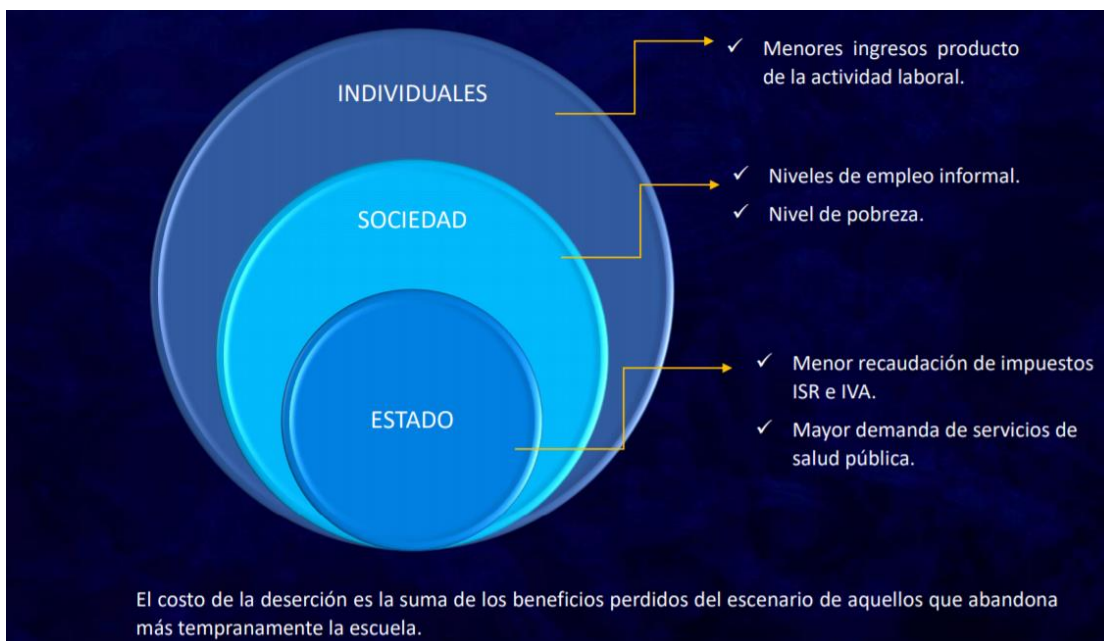 INDIVIDUALES
✓ Menores ingresos producto
de la actividad laboral.
SOCIEDAD
✓ Niveles de empleo informal.
✓ Nivel de pobreza.
ESTADO
✓ Menor recaudación de impuestos
ISR e IVA.
✓ Mayor demanda de servicios de
salud pública.
El costo de la deserción es la suma de los beneficios perdidos del escenario de aquellos que abandona
más tempranamente la escuela.